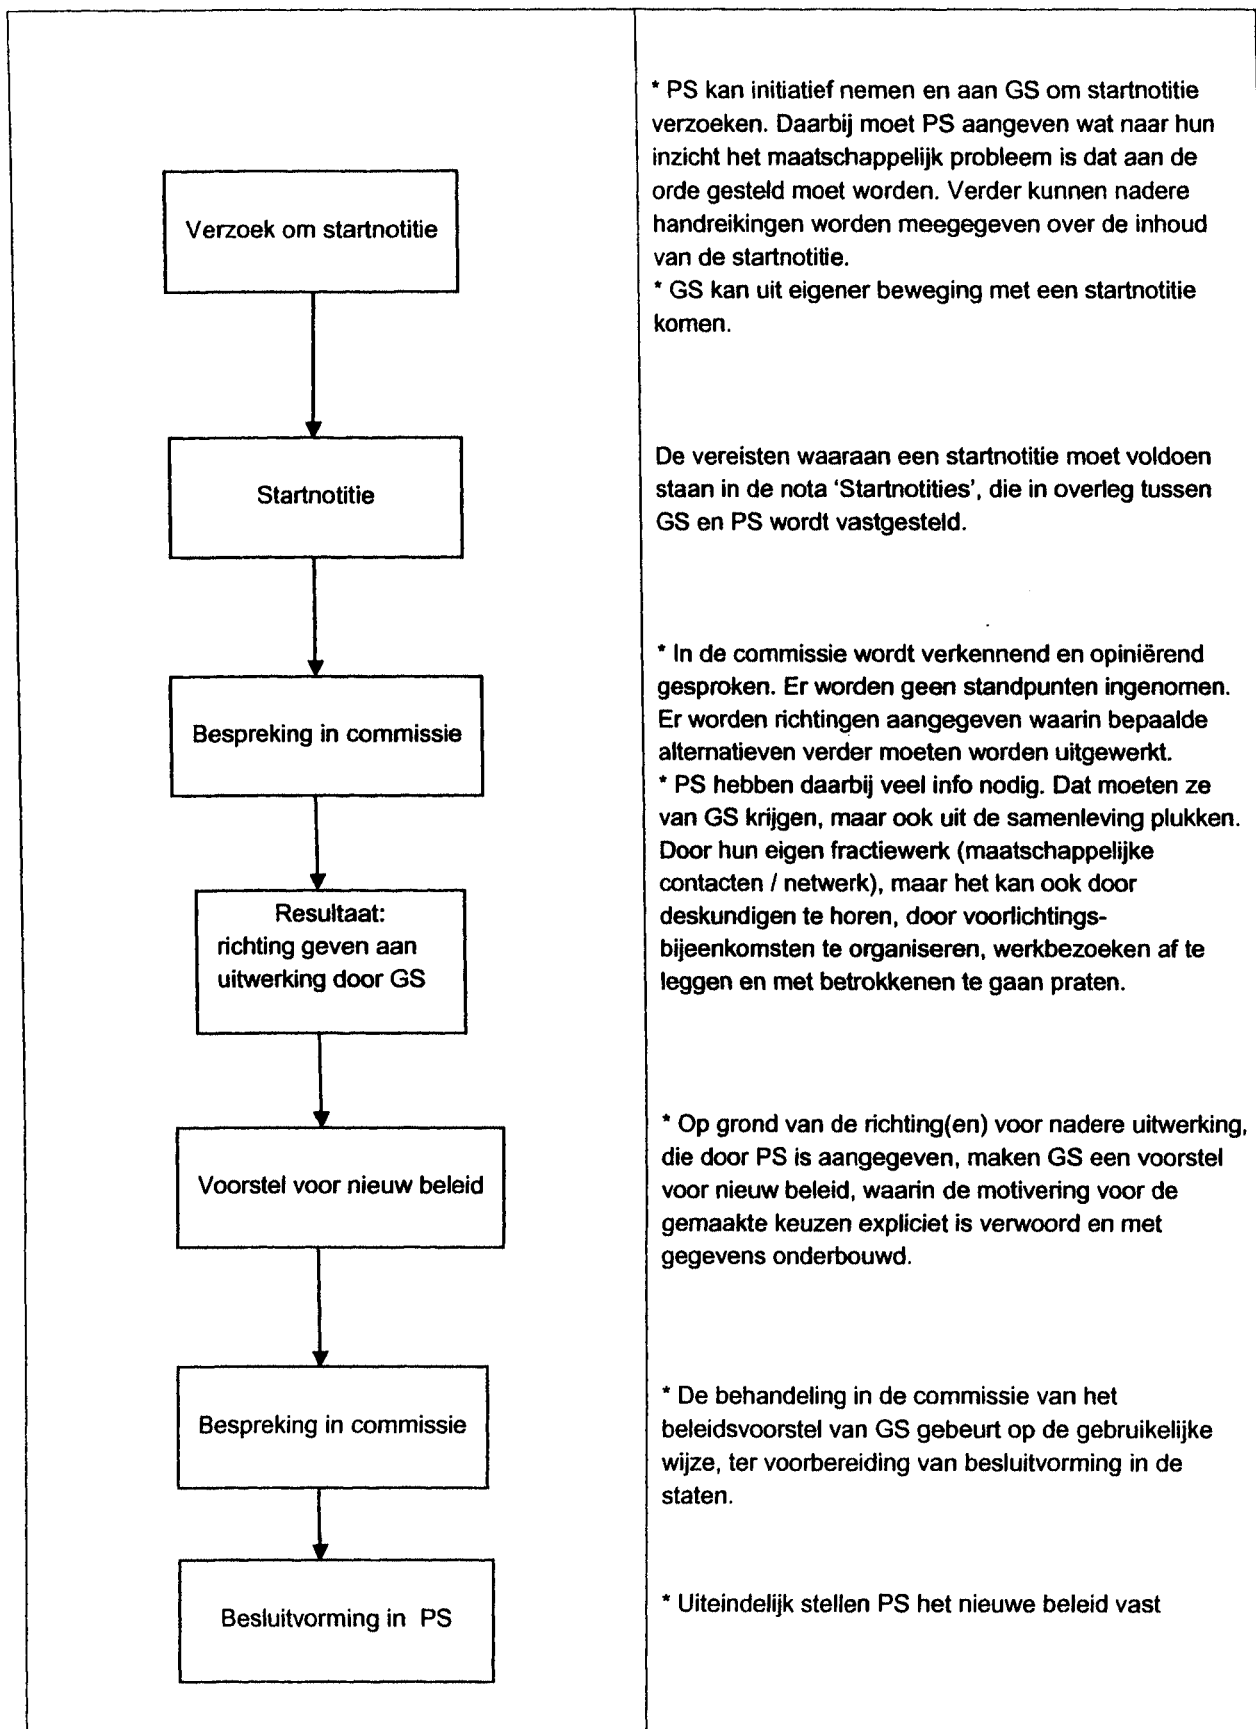 Verzoek om startnotitie
* PS kan initiatief nemen en aan GS om startnotitie
verzoeken. Daarbij moet PS aangeven wat naar hun
inzicht het maatschappelijk probleem is dat aan de
orde gesteld moet worden. Verder kunnen nadere
handreikingen worden meegegeven over de inhoud
van de startnotitie.
* GS kan uit eigener beweging met een startnotitie
komen.
Startnotitie
De vereisten waaraan een startnotitie moet voldoen
staan in de nota ‘Startnotities’, die in overleg tussen
GS en PS wordt vastgesteld.
Bespreking in commissie
* In de commissie wordt verkennend en opiniërend
gesproken. Er worden geen standpunten ingenomen.
Er worden richtingen aangegeven waarin bepaalde
alternatieven verder moeten worden uitgewerkt.
* PS hebben daarbij veel info nodig. Dat moeten ze
van GS krijgen, maar ook uit de samenleving plukken.
Door hun eigen fractiewerk (maatschappelijke
contacten / netwerk), maar het kan ook door
deskundigen te horen, door voorlichtings-
bijeenkomsten te organiseren, werkbezoeken af te
leggen en met betrokkenen te gaan praten.
Resultaat:
richting geven aan
uitwerking door GS
Voorstel voor nieuw beleid
* Op grond van de richting(en) voor nadere uitwerking,
die door PS is aangegeven, maken GS een voorstel
voor nieuw beleid, waarin de motivering voor de
gemaakte keuzen expliciet is verwoord en met
gegevens onderbouwd.
Bespreking in commissie
* De behandeling in de commissie van het
beleidsvoorstel van GS gebeurt op de gebruikelijke
wijze, ter voorbereiding van besluitvorming in de
staten.
Besluitvorming in PS
* Uiteindelijk stellen PS het nieuwe beleid vast